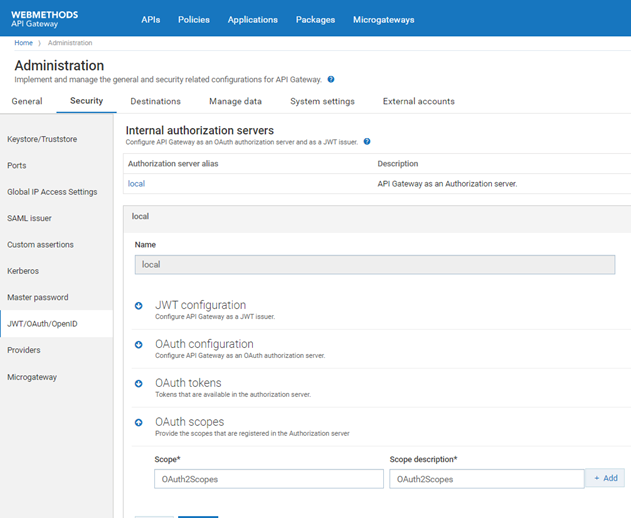 WEBMETHODS
API Gateway
APIs Policies Applications Packages Microgateways
Home Administration
Administration
Implement and manage the general and security related configurations for API Gateway.
General Security Destinations Manage data System settings External accounts
Keystore/Truststore
Ports
Global IP Access Settings
SAML issuer
Custom assertions
Kerberos
Master password
JWT/OAuth/OpenID
Providers
Microgateway
Internal authorization servers
Configure API Gateway as an OAuth authorization server and as a JWT issuer.
Authorization server alias Description
local API Gateway as an Authorization server.
local
Name
local
JWT configuration
Configure API Gateway as a JWT issuer.
OAuth configuration
Configure API Gateway as an OAuth authorization server.
OAuth tokens
Tokens that are available in the authorization server.
OAuth scopes
Provide the scopes that are registered in the Authorization server
Scope* Scope description*
OAuth2Scopes OAuth2Scopes + Add